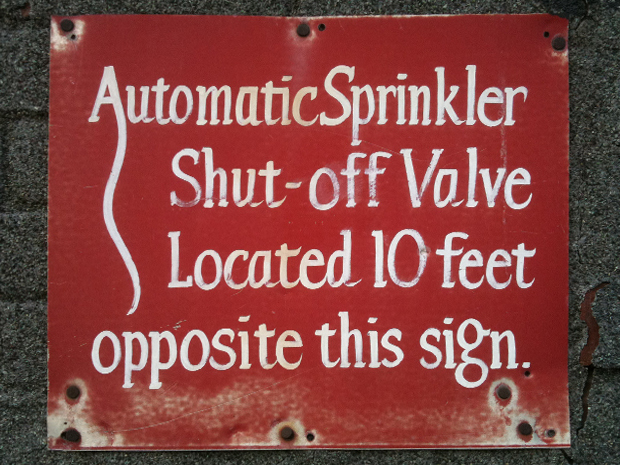 Automatic Sprinkler
Shut-off Valve
Located 10 feet
opposite this sign.